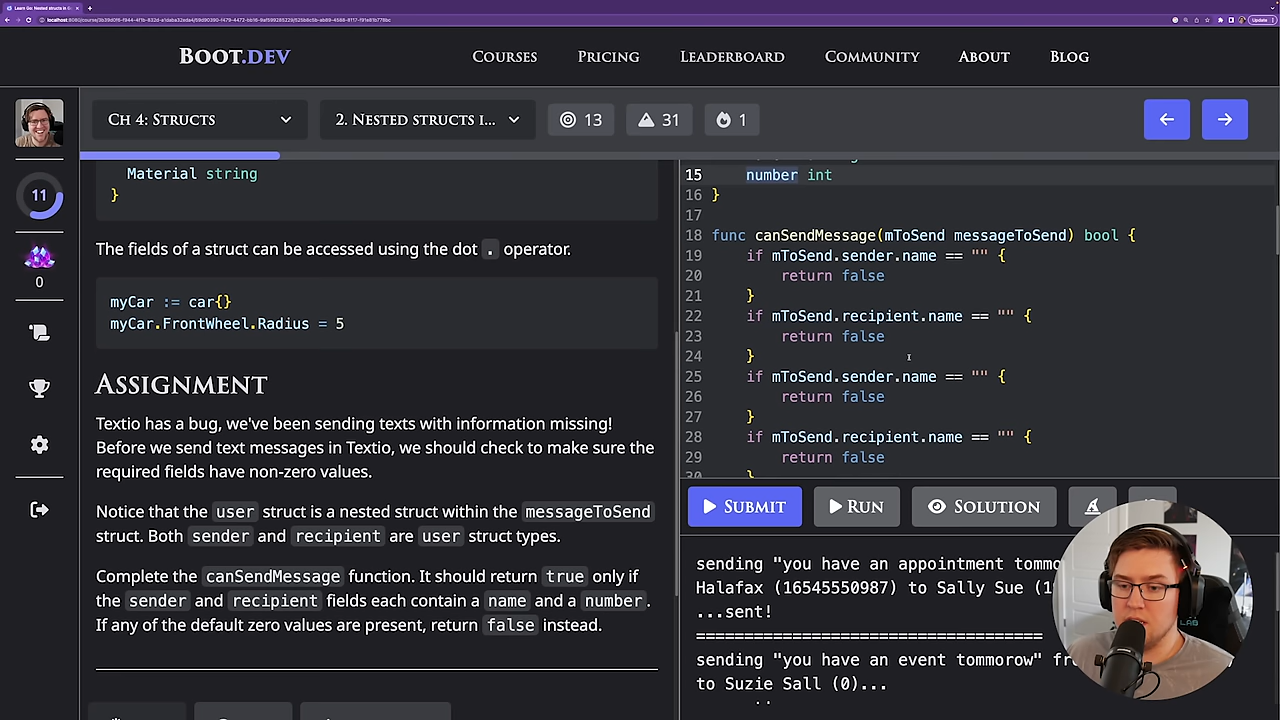 Learn Go: Nested structs in G
BOOT.DEV
COURSES
PRICING
LEADERBOARD
COMMUNITY
ABOUT
BLOG
Update
CH 4: STRUCTS
2. NESTED STRUCTS I...
13
31
1
11
0
Material string
}
The fields of a struct can be accessed using the dot . operator.
myCar := car{}
myCar.FrontWheel.Radius = 5
ASSIGNMENT
Textio has a bug, we've been sending texts with information missing!
Before we send text messages in Textio, we should check to make sure the
required fields have non-zero values.
Notice that the user struct is a nested struct within the messageToSend
struct. Both sender and recipient are user struct types.
Complete the canSendMessage function. It should return true only if
the sender and recipient fields each contain a name and a number.
If any of the default zero values are present, return false instead.
15 number int
16 }
17
18 func canSendMessage(mToSend messageToSend) bool {
19 if mToSend.sender.name == "" {
20 return false
21 }
22 if mToSend.recipient.name == "" {
23 return false
24 }
25 if mToSend.sender.name == "" {
26 return false
27 }
28 if mToSend.recipient.name == "" {
29 return false
30 }
SUBMIT
RUN
SOLUTION
sending "you have an appointment tommo
Halafax (16545550987) to Sally Sue (1
...sent!
====================================
sending "you have an event tommorow" fr
to Suzie Sall (0)...
LAB